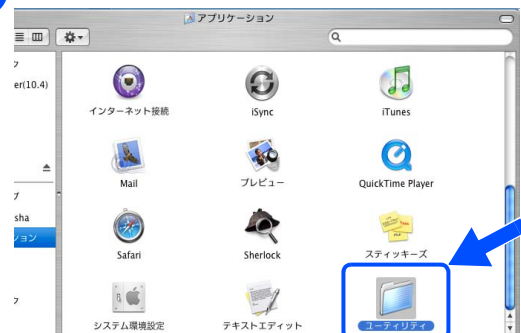 アプリケーション
er(10.4)
インターネット接続
iSync
iTunes
Mail
プレビュー
QuickTime Player
sha
ション
Safari
Sherlock
スティッキーズ
システム環境設定
テキストエディット
ユーティリティ